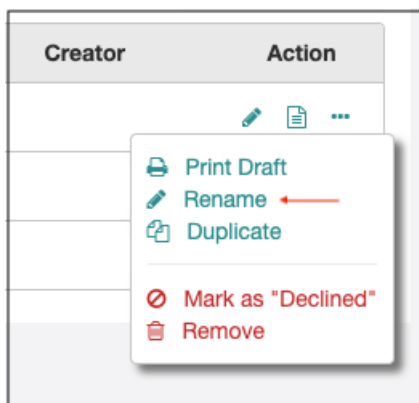 Creator Action
Print Draft
Rename
Duplicate
Mark as "Declined"
Remove